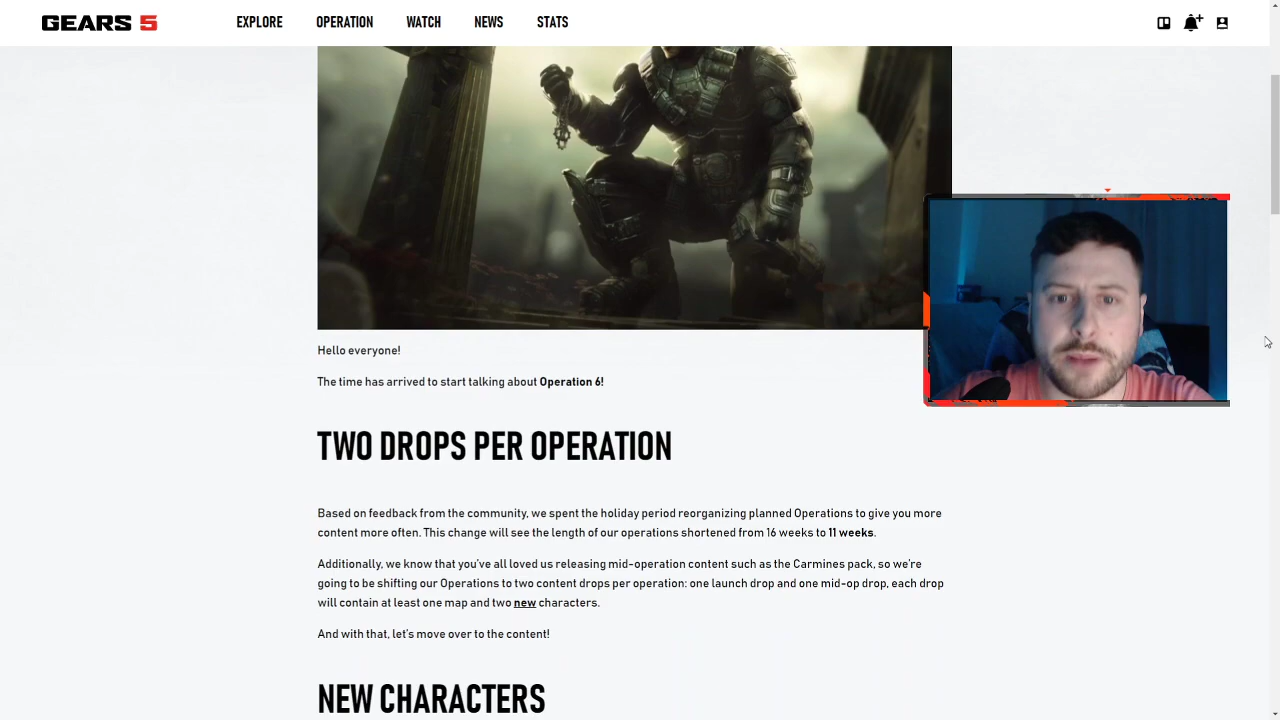 GEARS 5
EXPLORE OPERATION WATCH NEWS STATS
Hello everyone!
The time has arrived to start talking about Operation 6!
TWO DROPS PER OPERATION
Based on feedback from the community, we spent the holiday period reorganizing planned Operations to give you more
content more often. This change will see the length of our operations shortened from 16 weeks to 11 weeks.
Additionally, we know that you've all loved us releasing mid-operation content such as the Carmines pack, so we're
going to be shifting our Operations to two content drops per operation: one launch drop and one mid-op drop, each drop
will contain at least one map and two new characters.
And with that, let's move over to the content!
NEW CHARACTERS